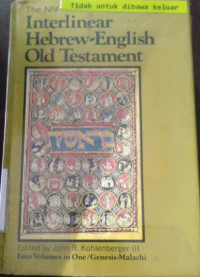 Tidak untuk dibawa keluar
The NIV
Interlinear
Hebrew-English
Old Testament
Edited by John R. Kohlenberger III
Four Volumes in One/Genesis-Malachi